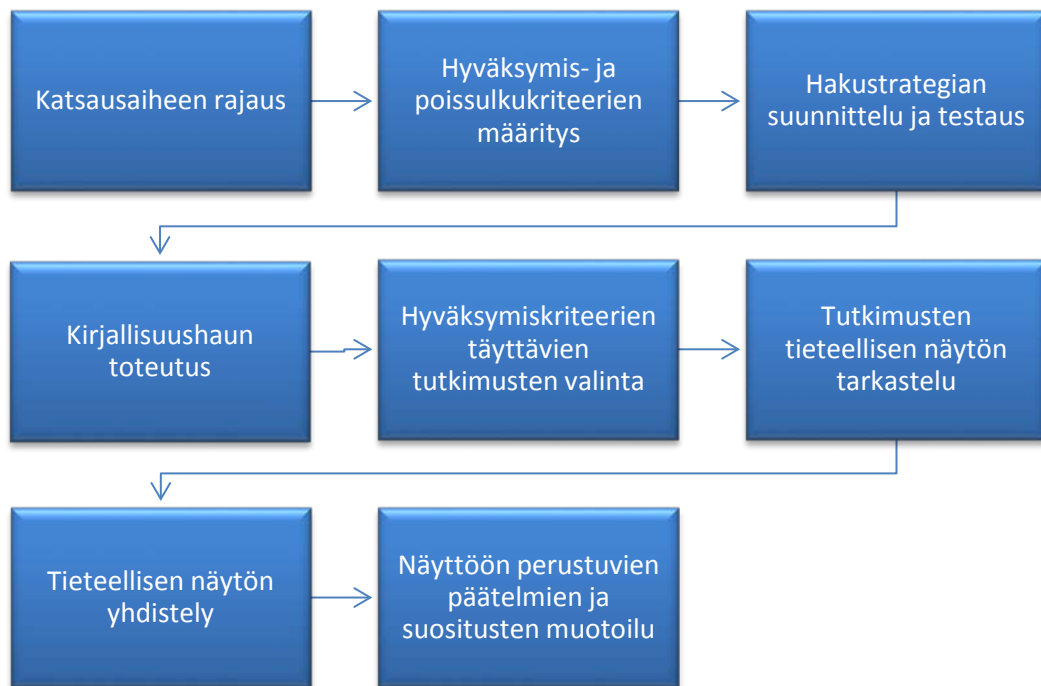 Katsausaiheen rajaus
Hyväksymis- ja
poissulkukriteerien
määritys
Hakustrategian
suunnittelu ja testaus
Kirjallisuushaun
toteutus
Hyväksymiskriteerien
täyttävien
tutkimusten valinta
Tutkimusten
tieteellisen näytön
tarkastelu
Tieteellisen näytön
yhdistely
Näyttöön perustuvien
päätelmien ja
suositusten muotoilu